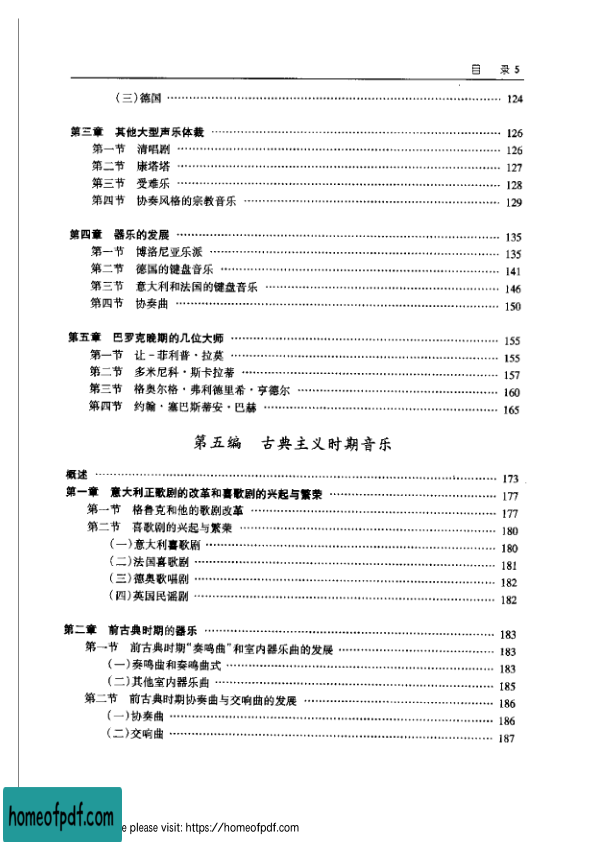 目 录 5
(三)德国 124
第三章 其他大型声乐体裁 126
第一节 清唱剧 126
第二节 康塔塔 127
第三节 受难乐 128
第四节 协奏风格的宗教音乐 129
第四章 器乐的发展 135
第一节 博洛尼亚乐派 135
第二节 德国的键盘音乐 141
第三节 意大利和法国的键盘音乐 146
第四节 协奏曲 150
第五章 巴罗克晚期的几位大师 155
第一节 让-菲利普·拉莫 155
第二节 多米尼科·斯卡拉蒂 157
第三节 格奥尔格·弗利德里希·亨德尔 160
第四节 约翰·塞巴斯蒂安·巴赫 165
第五编 古典主义时期音乐
概述 173
第一章 意大利正歌剧的改革和喜歌剧的兴起与繁荣 177
第一节 格鲁克和他的歌剧改革 177
第二节 喜歌剧的兴起与繁荣 180
(一)意大利喜歌剧 180
(二)法国喜歌剧 181
(三)德奥歌唱剧 182
(四)英国民谣剧 182
第二章 前古典时期的器乐 183
第一节 前古典时期“奏鸣曲”和室内器乐曲的发展 183
(一)奏鸣曲和奏鸣曲式 183
(二)其他室内器乐曲 185
第二节 前古典时期协奏曲与交响曲的发展 186
(一)协奏曲 186
(二)交响曲 187
homeofpdf.com
e please visit: https://homeofpdf.com